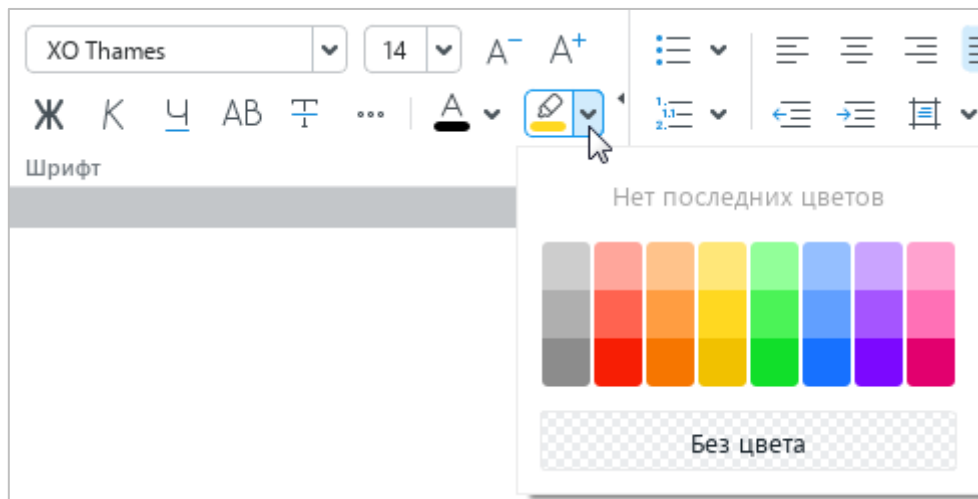 XO Thames 14 A⁻ A⁺
Ж К Ч АВ Т ... А
Шрифт
Нет последних цветов
Без цвета